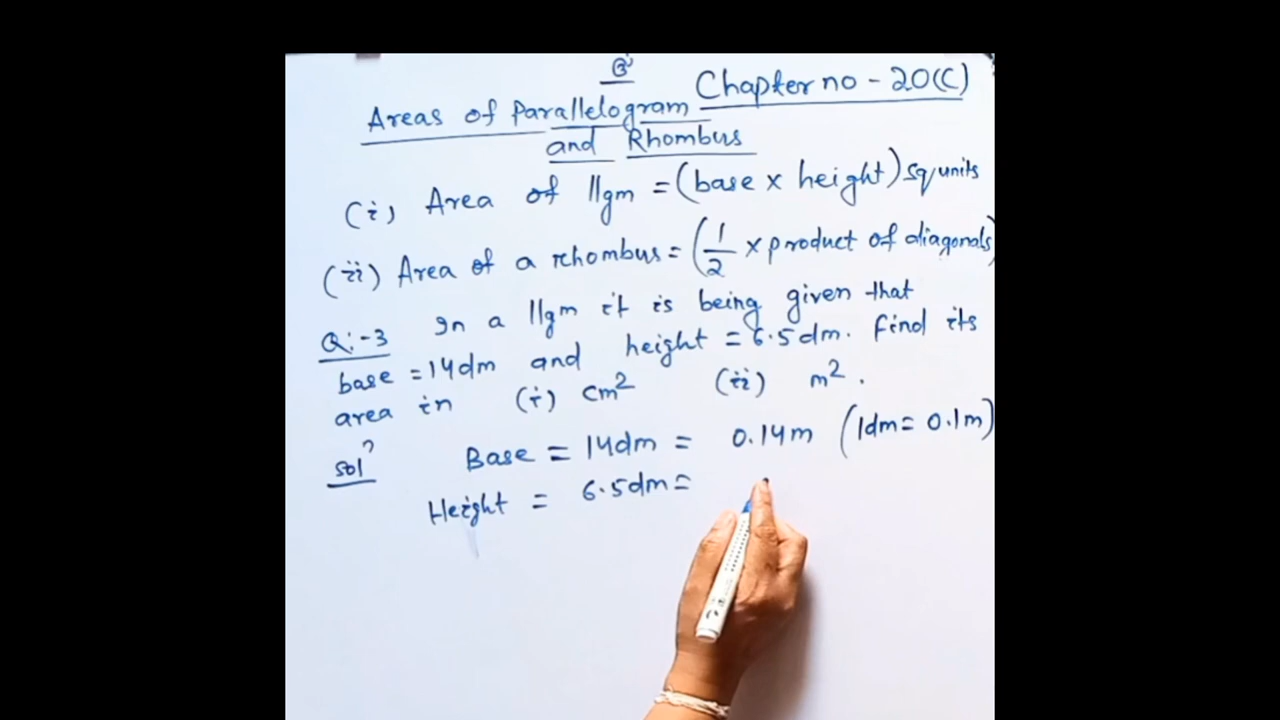 Chapter no - 20(C)
Areas of Parallelogram
and Rhombus
(i) Area of llgm = (base x height) sq units
(ii) Area of a rhombus = (1/2 x product of diagonals)
Q:-3 In a llgm it is being given that
base = 14dm and height = 6.5dm. Find its
area in (i) cm² (ii) m².
Sol? Base = 14dm = 0.14m (1dm = 0.1m)
Height = 6.5dm =